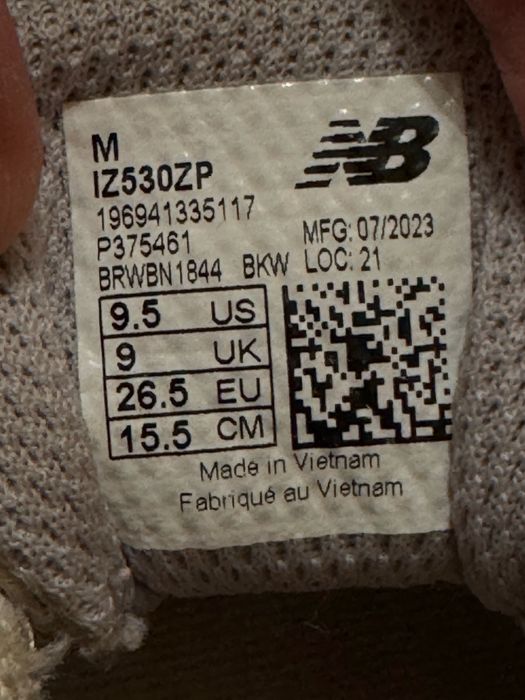 M
IZ530ZP
196941335117
P375461
BRWBN1844 BKW
NB
MFG: 07/2023
LOC: 21
9.5 US
9 UK
26.5 EU
15.5 CM
Made in Vietnam
Fabriqué au Vietnam